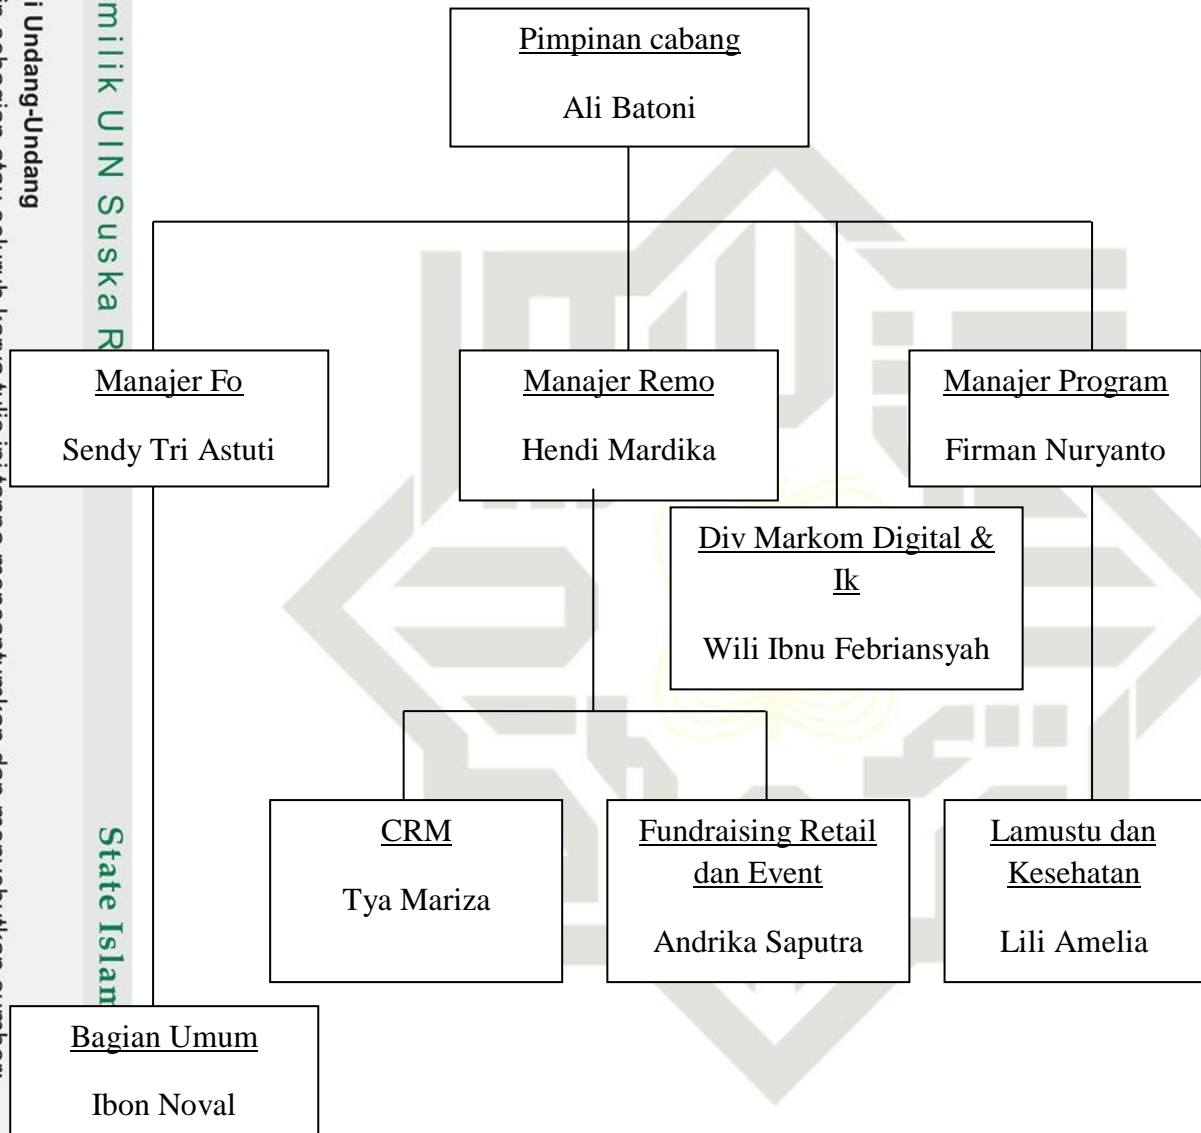 Pimpinan cabang
Ali Batoni
Manajer Fo
Sendy Tri Astuti
Manajer Remo
Hendi Mardika
Manajer Program
Firman Nuryanto
Div Markom Digital &
Ik
Wili Ibnu Febriansyah
CRM
Tya Mariza
Fundraising Retail
dan Event
Andrika Saputra
Lamustu dan
Kesehatan
Lili Amelia
Bagian Umum
Ibon Noval
milik UIN Suska R
State Islam
i Undang-Undang